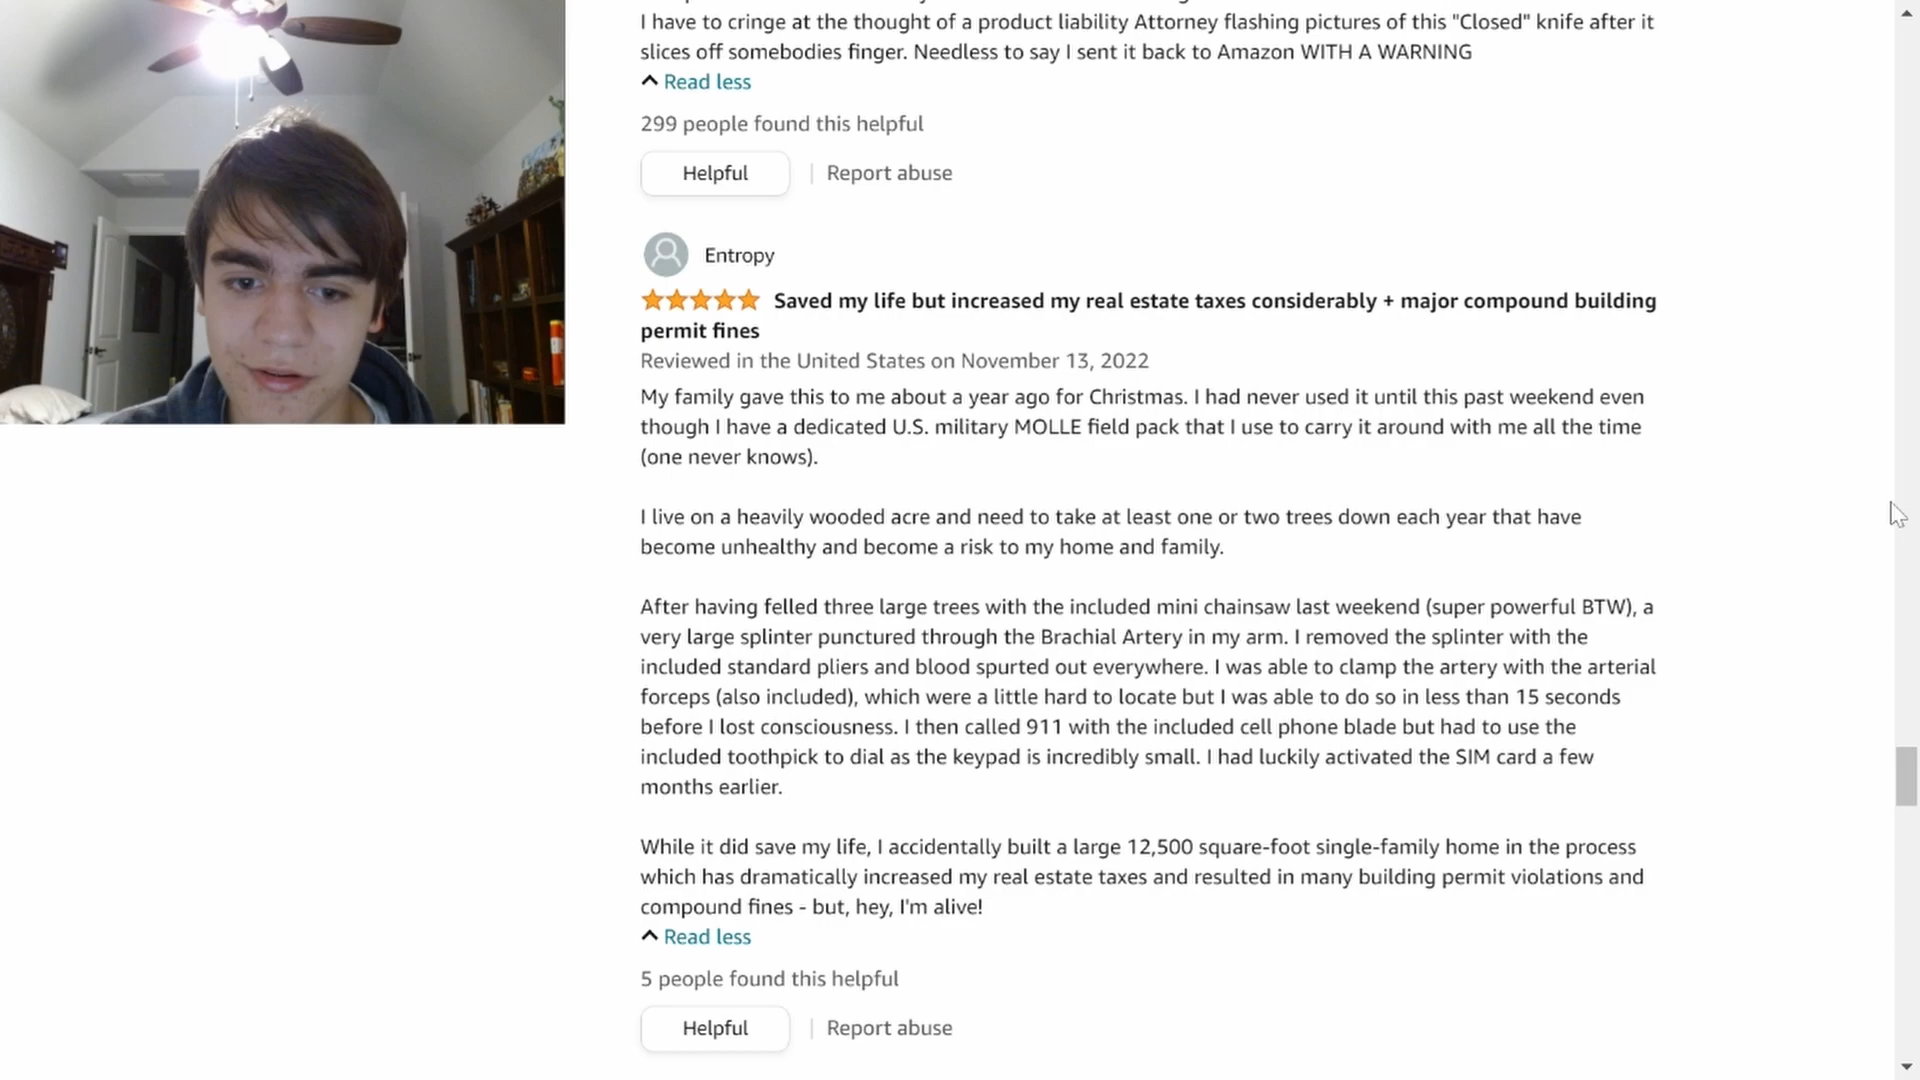 I have to cringe at the thought of a product liability Attorney flashing pictures of this "Closed" knife after it
slices off somebodies finger. Needless to say I sent it back to Amazon WITH A WARNING
Read less
299 people found this helpful
Helpful
Report abuse
Entropy
Saved my life but increased my real estate taxes considerably + major compound building
permit fines
Reviewed in the United States on November 13, 2022
My family gave this to me about a year ago for Christmas. I had never used it until this past weekend even
though I have a dedicated U.S. military MOLLE field pack that I use to carry it around with me all the time
(one never knows).
I live on a heavily wooded acre and need to take at least one or two trees down each year that have
become unhealthy and become a risk to my home and family.
After having felled three large trees with the included mini chainsaw last weekend (super powerful BTW), a
very large splinter punctured through the Brachial Artery in my arm. I removed the splinter with the
included standard pliers and blood spurted out everywhere. I was able to clamp the artery with the arterial
forceps (also included), which were a little hard to locate but I was able to do so in less than 15 seconds
before I lost consciousness. I then called 911 with the included cell phone blade but had to use the
included toothpick to dial as the keypad is incredibly small. I had luckily activated the SIM card a few
months earlier.
While it did save my life, I accidentally built a large 12,500 square-foot single-family home in the process
which has dramatically increased my real estate taxes and resulted in many building permit violations and
compound fines - but, hey, I'm alive!
Read less
5 people found this helpful
Helpful
Report abuse